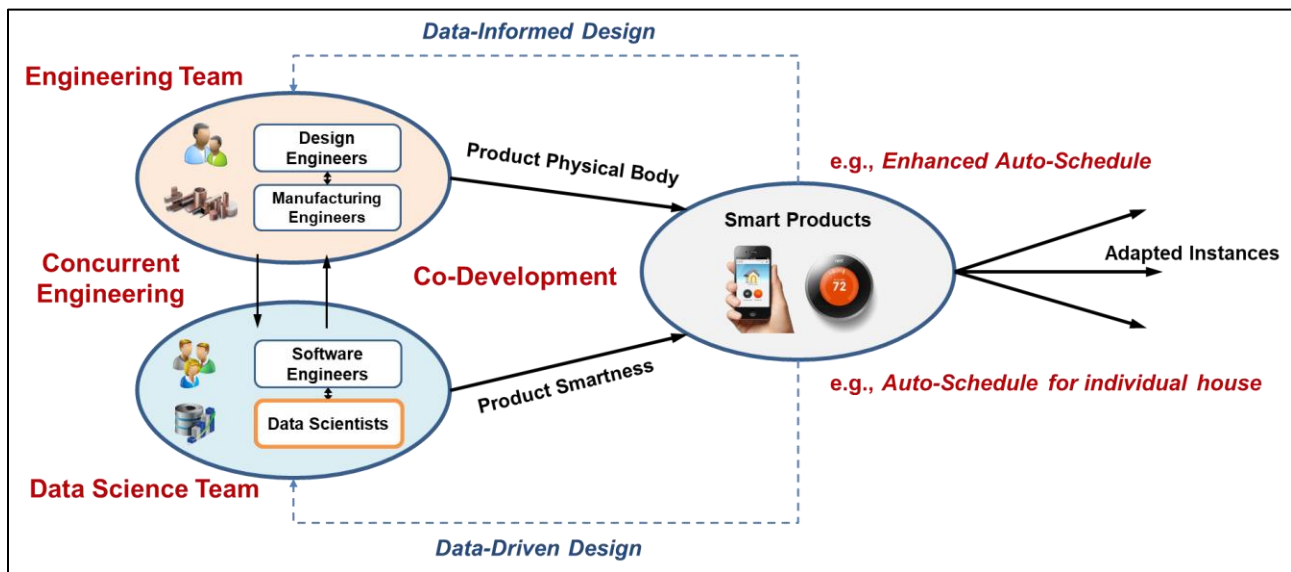 Data-Informed Design
Engineering Team
Design
Engineers
Manufacturing
Engineers
Product Physical Body
e.g., Enhanced Auto-Schedule
Smart Products
72
Adapted Instances
Concurrent
Engineering
Co-Development
Software
Engineers
Data Scientists
Product Smartness
e.g., Auto-Schedule for individual house
Data Science Team
Data-Driven Design